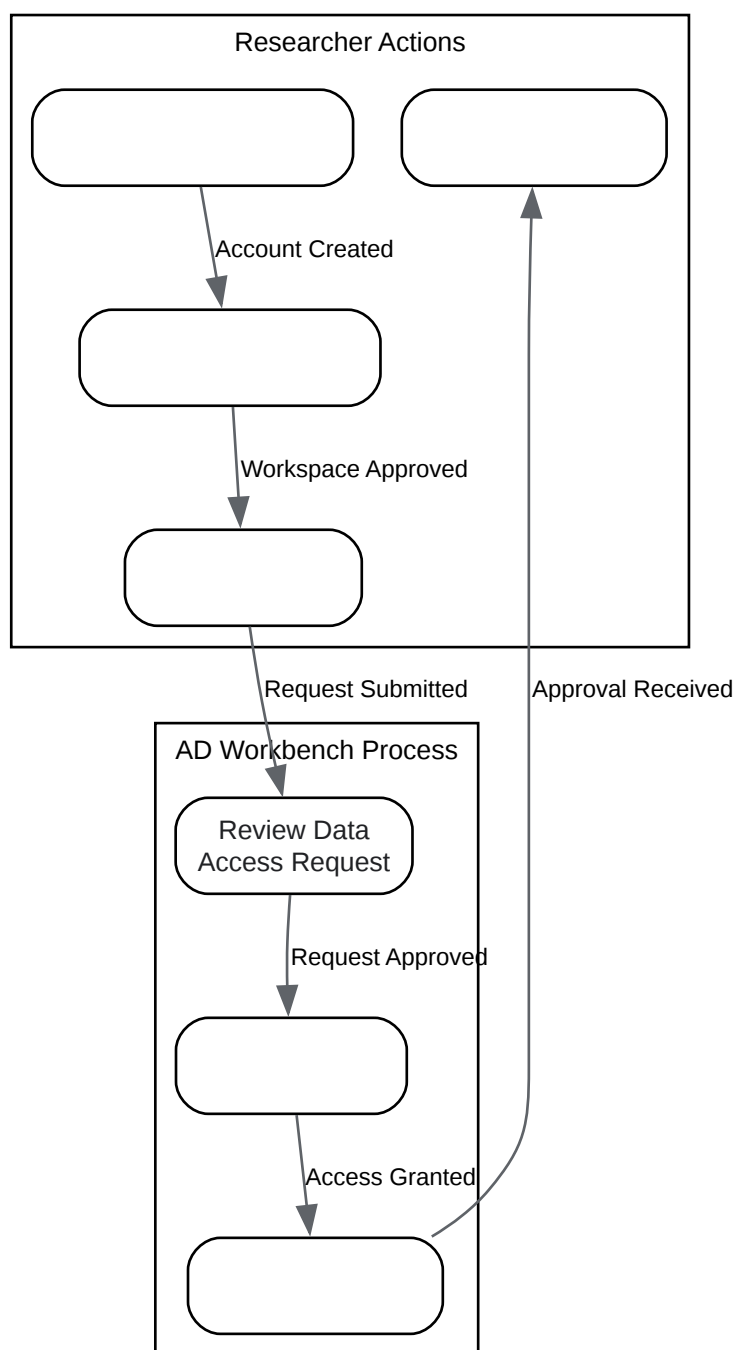 Researcher Actions
Account Created
Workspace Approved
Request Submitted
Approval Received
AD Workbench Process
Review Data
Access Request
Request Approved
Access Granted